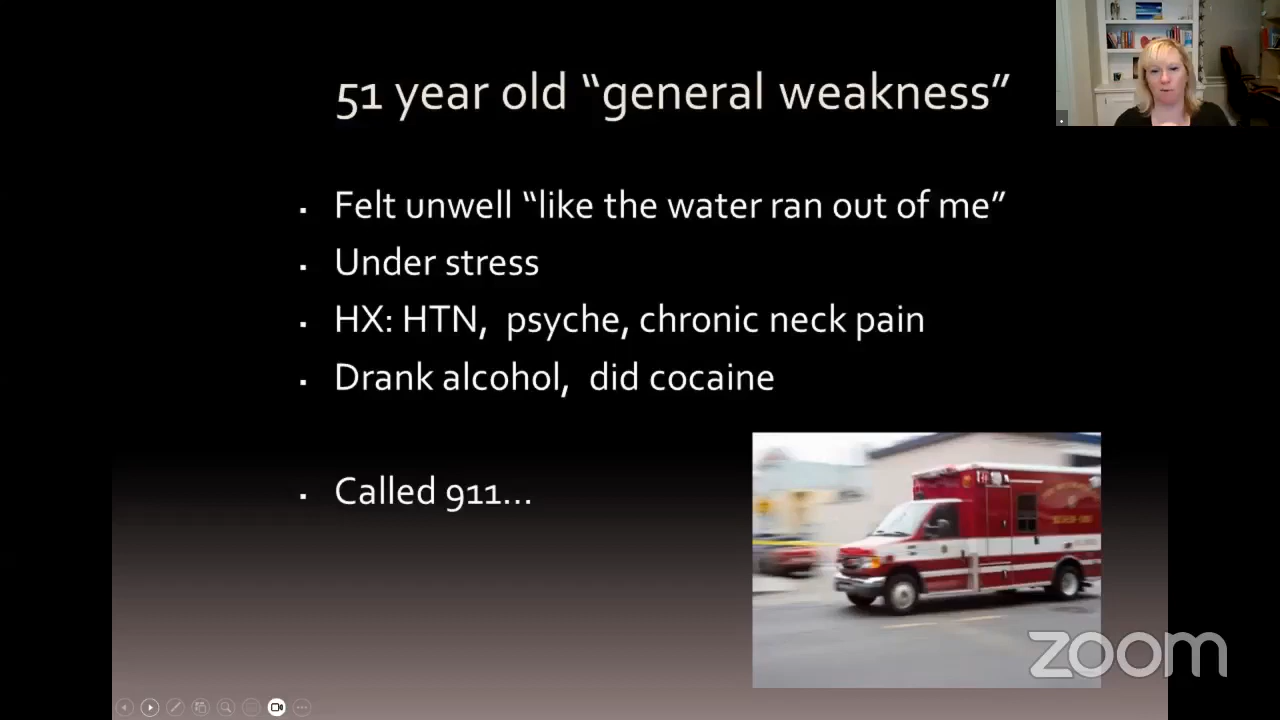 51 year old “general weakness”
▪ Felt unwell “like the water ran out of me”
▪ Under stress
▪ HX: HTN, psyche, chronic neck pain
▪ Drank alcohol, did cocaine
▪ Called 911...
zoom